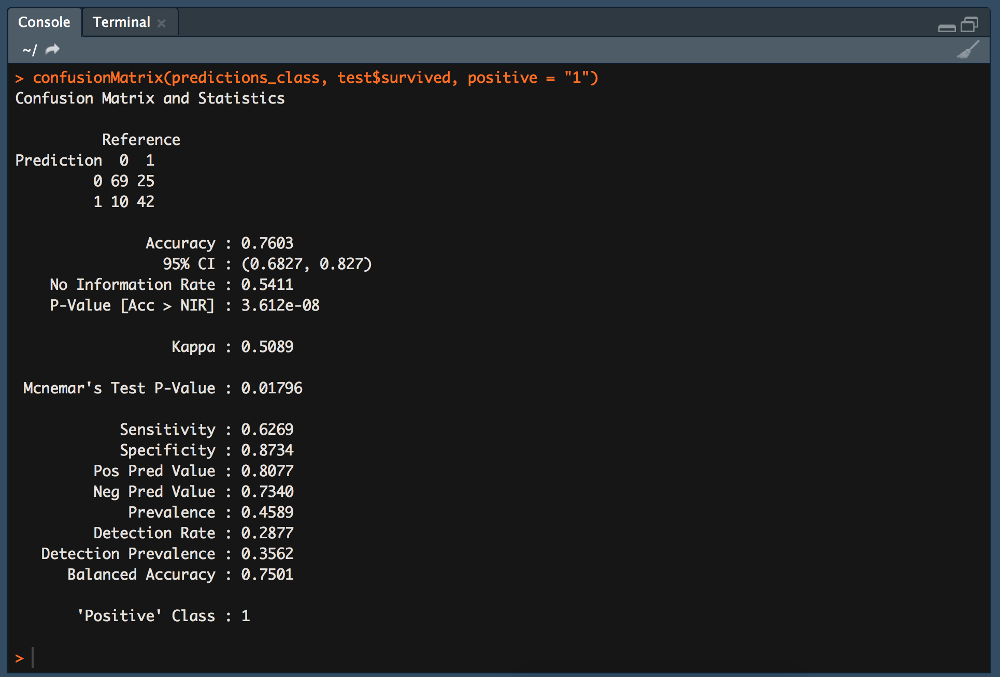 Console
Terminal
~/
> confusionMatrix(predictions_class, test$survived, positive = "1")
Confusion Matrix and Statistics
          Reference
Prediction  0  1
         0 69 25
         1 10 42
               Accuracy : 0.7603
                 95% CI : (0.6827, 0.827)
    No Information Rate : 0.5411
    P-Value [Acc > NIR] : 3.612e-08
                  Kappa : 0.5089
 Mcnemar's Test P-Value : 0.01796
            Sensitivity : 0.6269
            Specificity : 0.8734
         Pos Pred Value : 0.8077
         Neg Pred Value : 0.7340
             Prevalence : 0.4589
         Detection Rate : 0.2877
   Detection Prevalence : 0.3562
      Balanced Accuracy : 0.7501
       'Positive' Class : 1
>